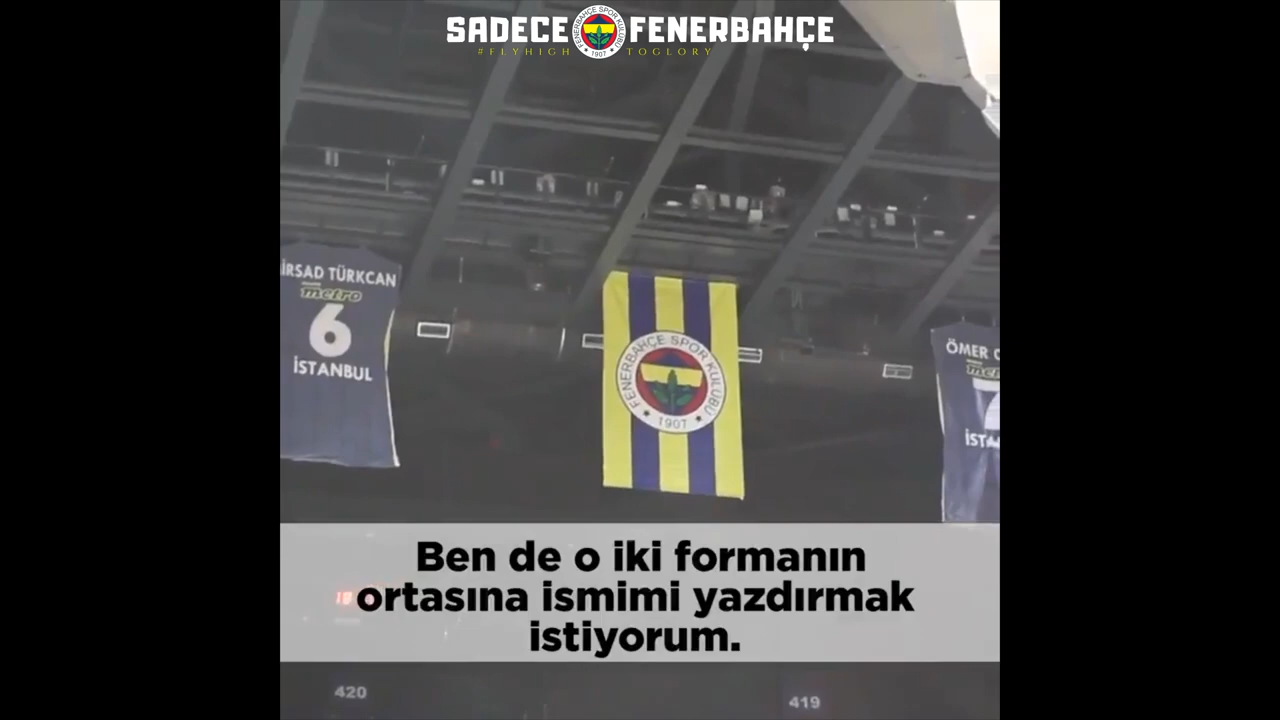 SADECE FENERBAHÇE
#FLYHIGH TOGLORY
FENERBAHÇE SPOR KULÜBÜ
1907
TÜRKCAN
metro
6
İSTANBUL
FENERBAHÇE SPOR KULÜBÜ
1907
ÖMER
Ben de o iki formanın
ortasına ismimi yazdırmak
istiyorum.
420
419